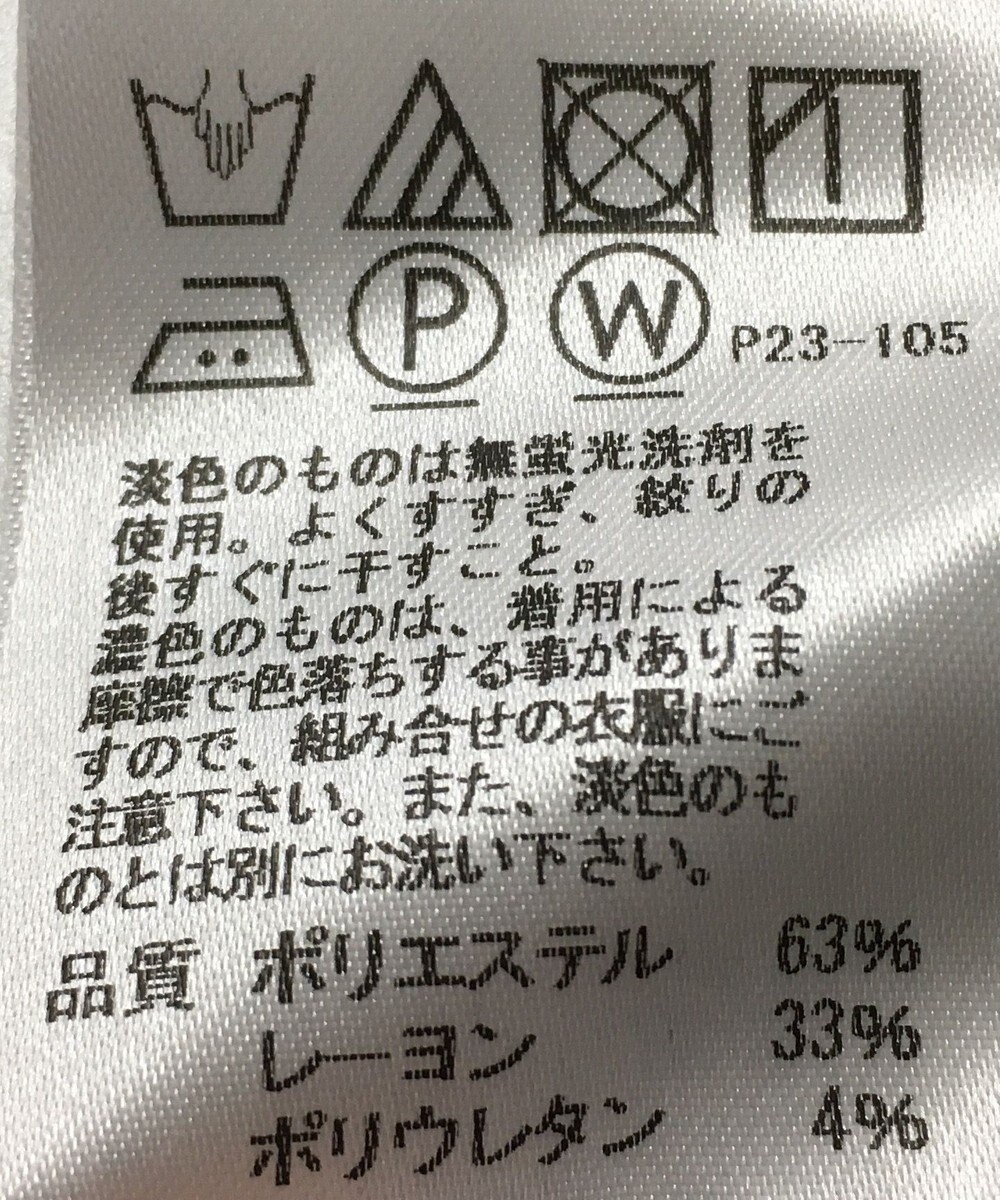 P
W
P23-105
淡色のものは無蛍光洗剤を
使用。よくすすぎ、絞りの
後すぐに干すこと。
濃色のものは、着用による
摩擦で色落ちする事がありま
すので、組み合せの衣服にご
注意下さい。また、淡色のも
のとは別にお洗い下さい。
品質 ポリエステル 63%
レーヨン 33%
ポリウレタン 4%